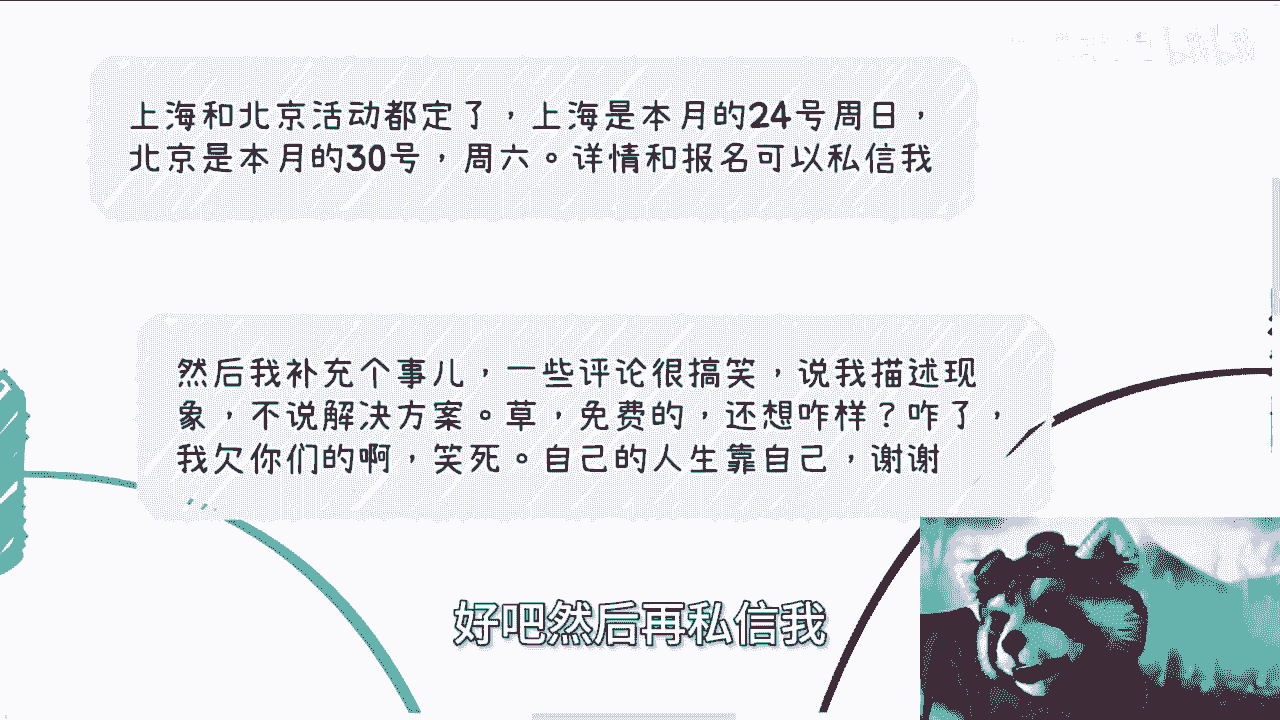 上海和北京活动都定了，上海是本月的24号周日，
北京是本月的30号，周六。详情和报名可以私信我
然后我补充个事儿，一些评论很搞笑，说我描述现
象，不说解决方案。草，免费的，还想咋样？咋了，
我欠你们的啊，笑死。自己的人生靠自己，谢谢
好吧然后再私信我